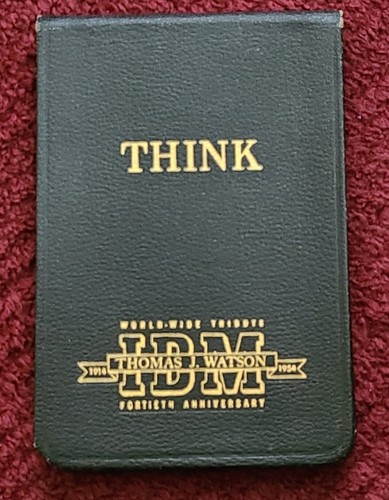 THINK
WORLD-WIDE TRIBUTE
IBM
1914 THOMAS J. WATSON 1954
FORTIETH ANNIVERSARY